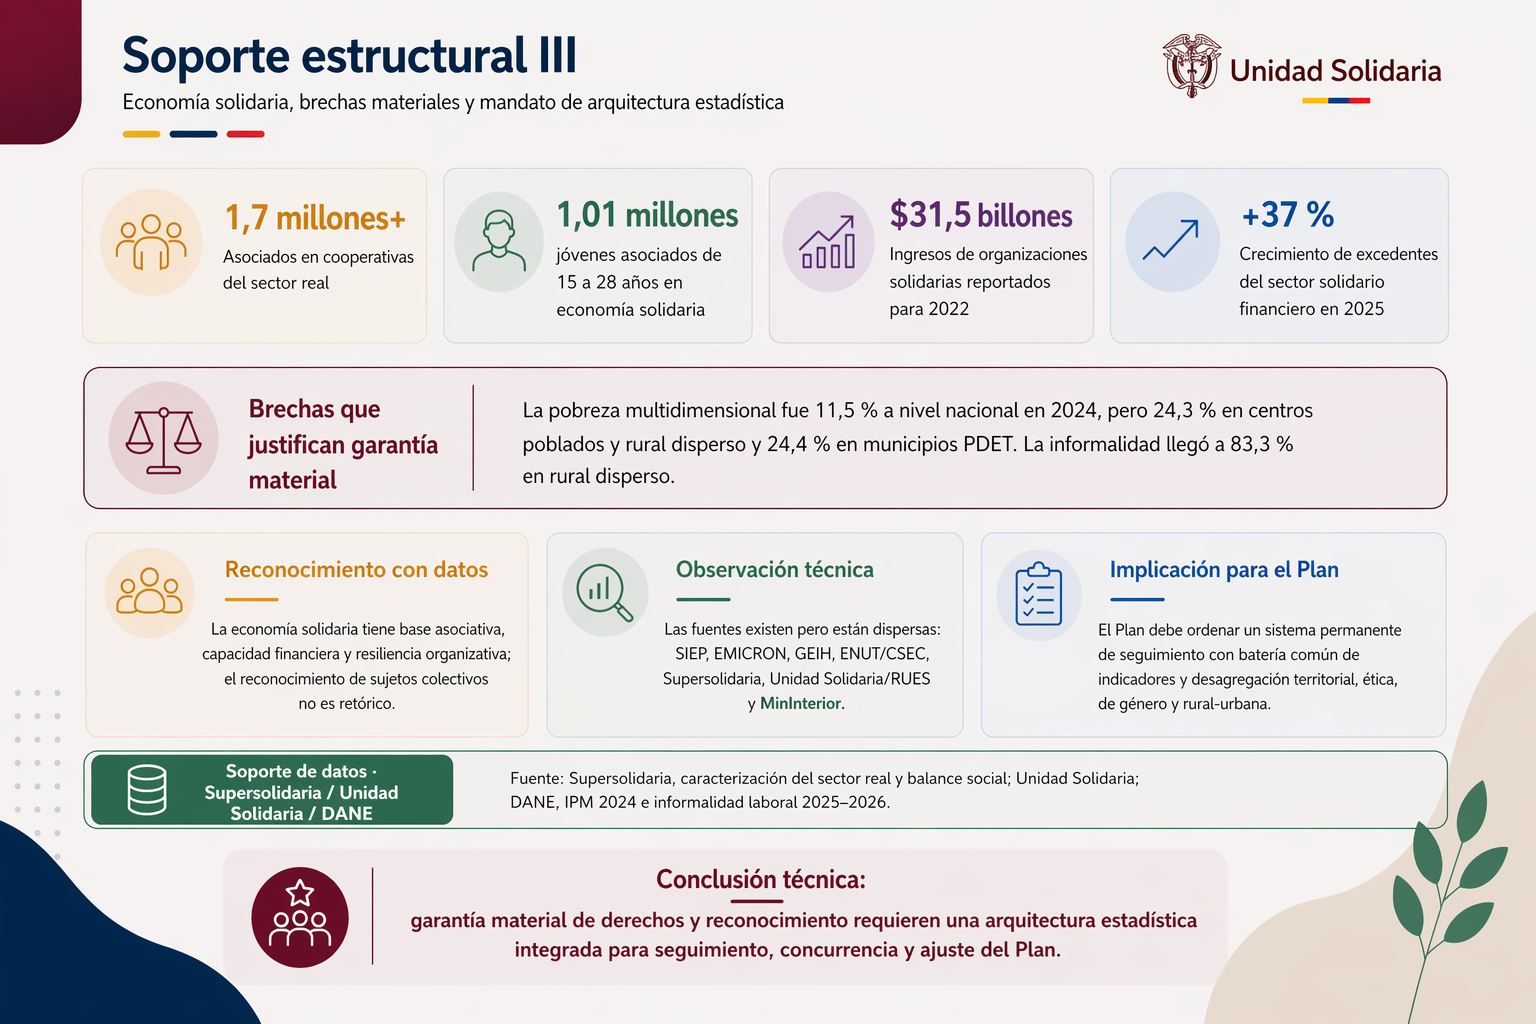 Soporte estructural III
Economía solidaria, brechas materiales y mandato de arquitectura estadística
Unidad Solidaria
1,7 millones+
Asociados en cooperativas
del sector real
1,01 millones
jóvenes asociados de
15 a 28 años en
economía solidaria
$31,5 billones
Ingresos de organizaciones
solidarias reportados
para 2022
+37 %
Crecimiento de excedentes
del sector solidario
financiero en 2025
Brechas que
justifican garantía
material
La pobreza multidimensional fue 11,5 % a nivel nacional en 2024, pero 24,3 % en centros
poblados y rural disperso y 24,4 % en municipios PDET. La informalidad llegó a 83,3 %
en rural disperso.
Reconocimiento con datos
La economía solidaria tiene base asociativa,
capacidad financiera y resiliencia organizativa;
el reconocimiento de sujetos colectivos
no es retórico.
Observación técnica
Las fuentes existen pero están dispersas:
SIEP, EMICRON, GEIH, ENUT/CSEC,
Supersolidaria, Unidad Solidaria/RUES
y MinInterior.
Implicación para el Plan
El Plan debe ordenar un sistema permanente
de seguimiento con batería común de
indicadores y desagregación territorial, ética,
de género y rural-urbana.
Soporte de datos ·
Supersolidaria / Unidad
Solidaria / DANE
Fuente: Supersolidaria, caracterización del sector real y balance social; Unidad Solidaria;
DANE, IPM 2024 e informalidad laboral 2025–2026.
Conclusión técnica:
garantía material de derechos y reconocimiento requieren una arquitectura estadística
integrada para seguimiento, concurrencia y ajuste del Plan.